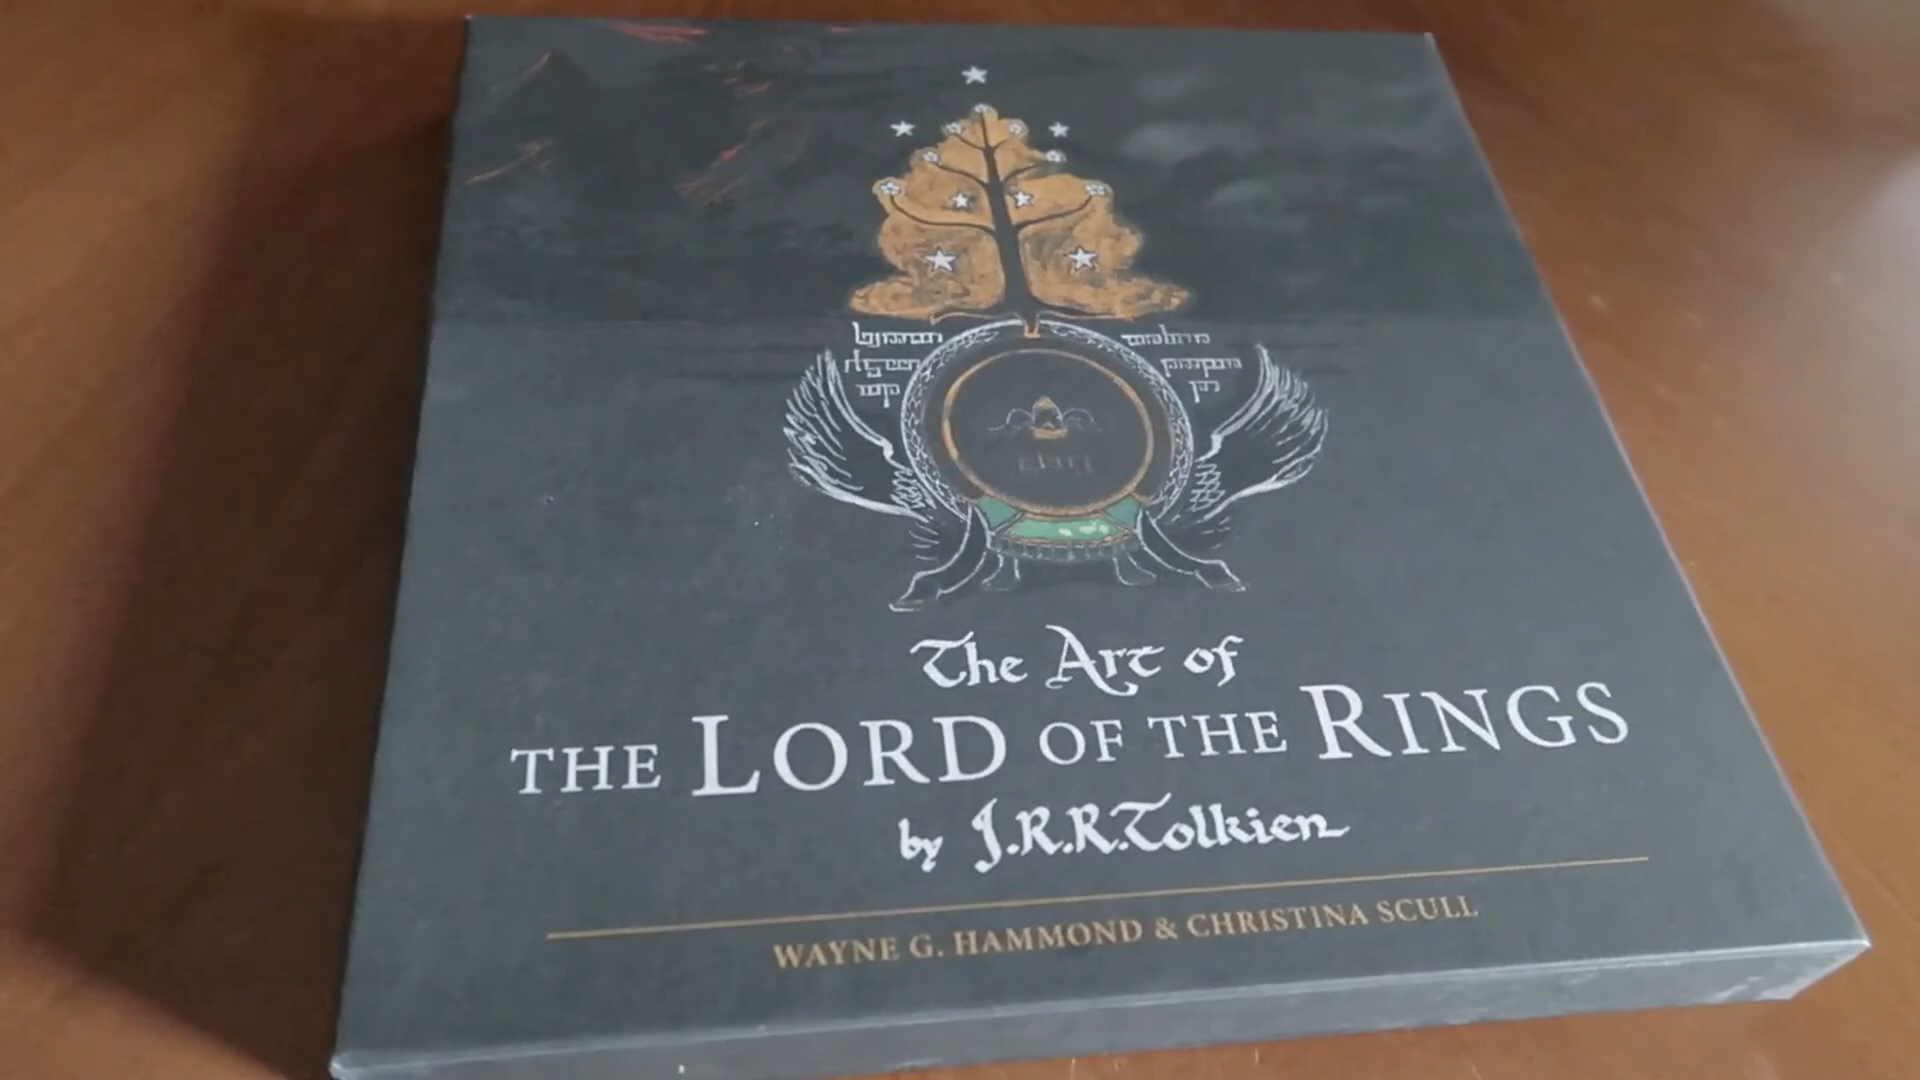 The Art of
THE LORD OF THE RINGS
by J.R.R. Tolkien
WAYNE G. HAMMOND & CHRISTINA SCULL